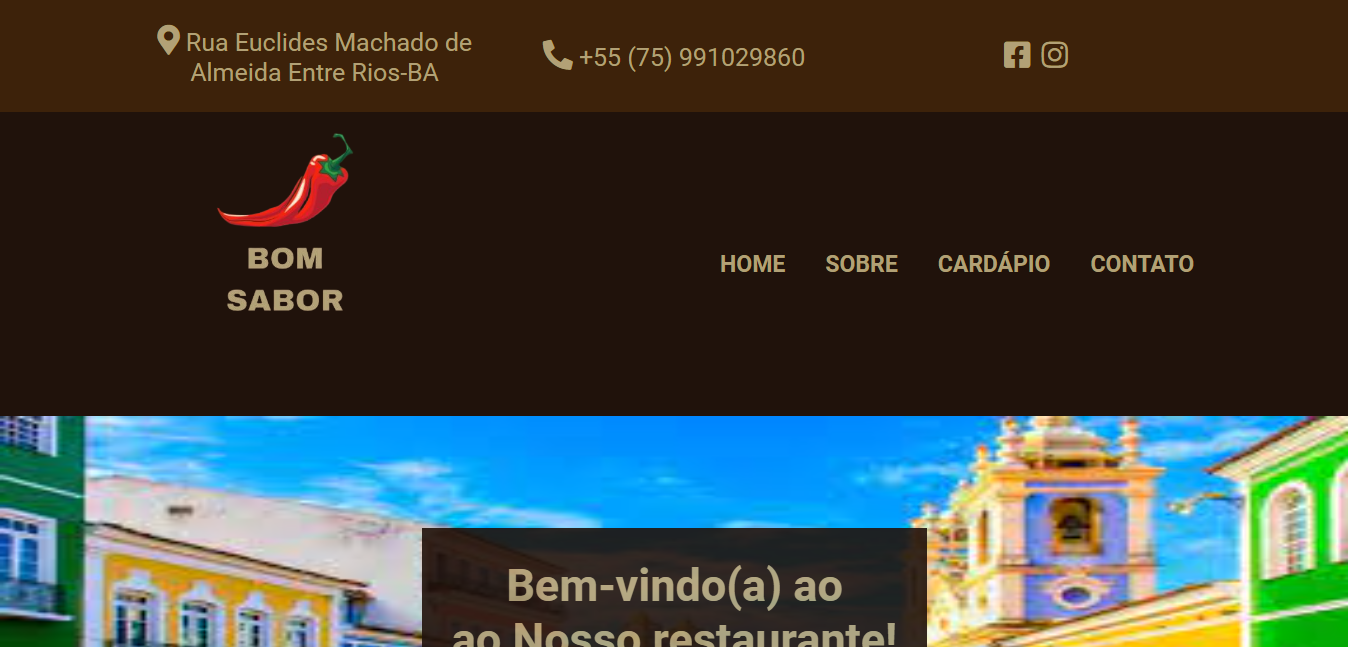 Rua Euclides Machado de
Almeida Entre Rios-BA
+55 (75) 991029860
BOM
SABOR
HOME SOBRE CARDÁPIO CONTATO
Bem-vindo(a) ao
ao Nosso restaurante!